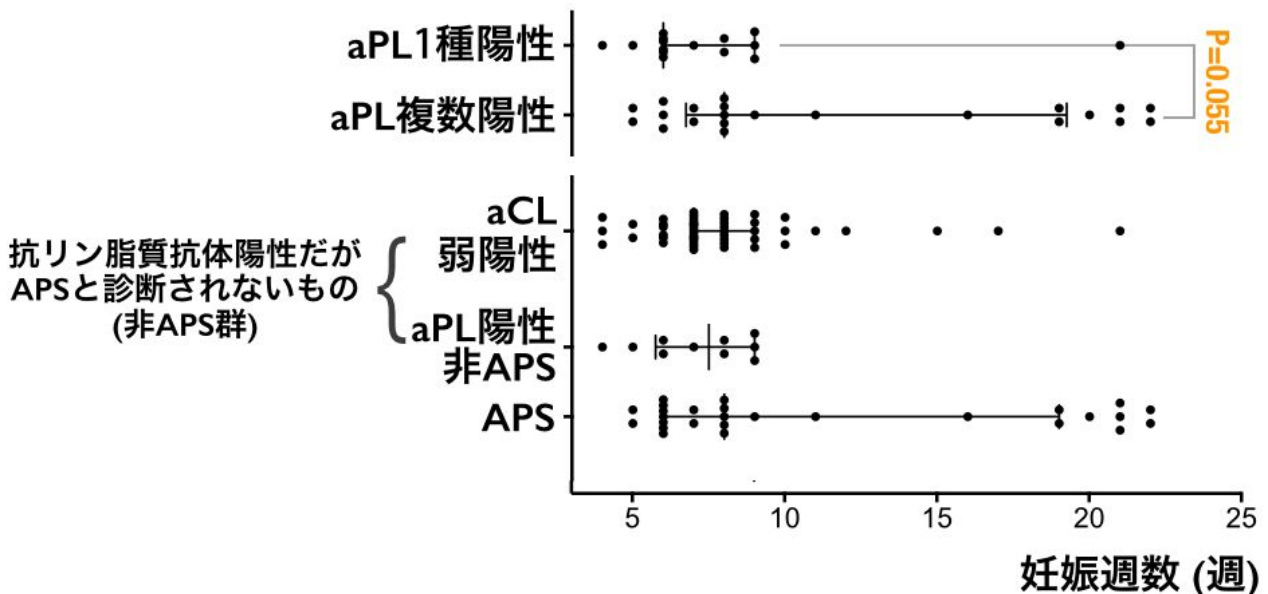 aPL1種陽性
aPL複数陽性
P=0.055
aCL
弱陽性
抗リン脂質抗体陽性だが
APSと診断されないもの
(非APS群)
{
aPL陽性
非APS
APS
5 10 15 20 25
妊娠週数 (週)